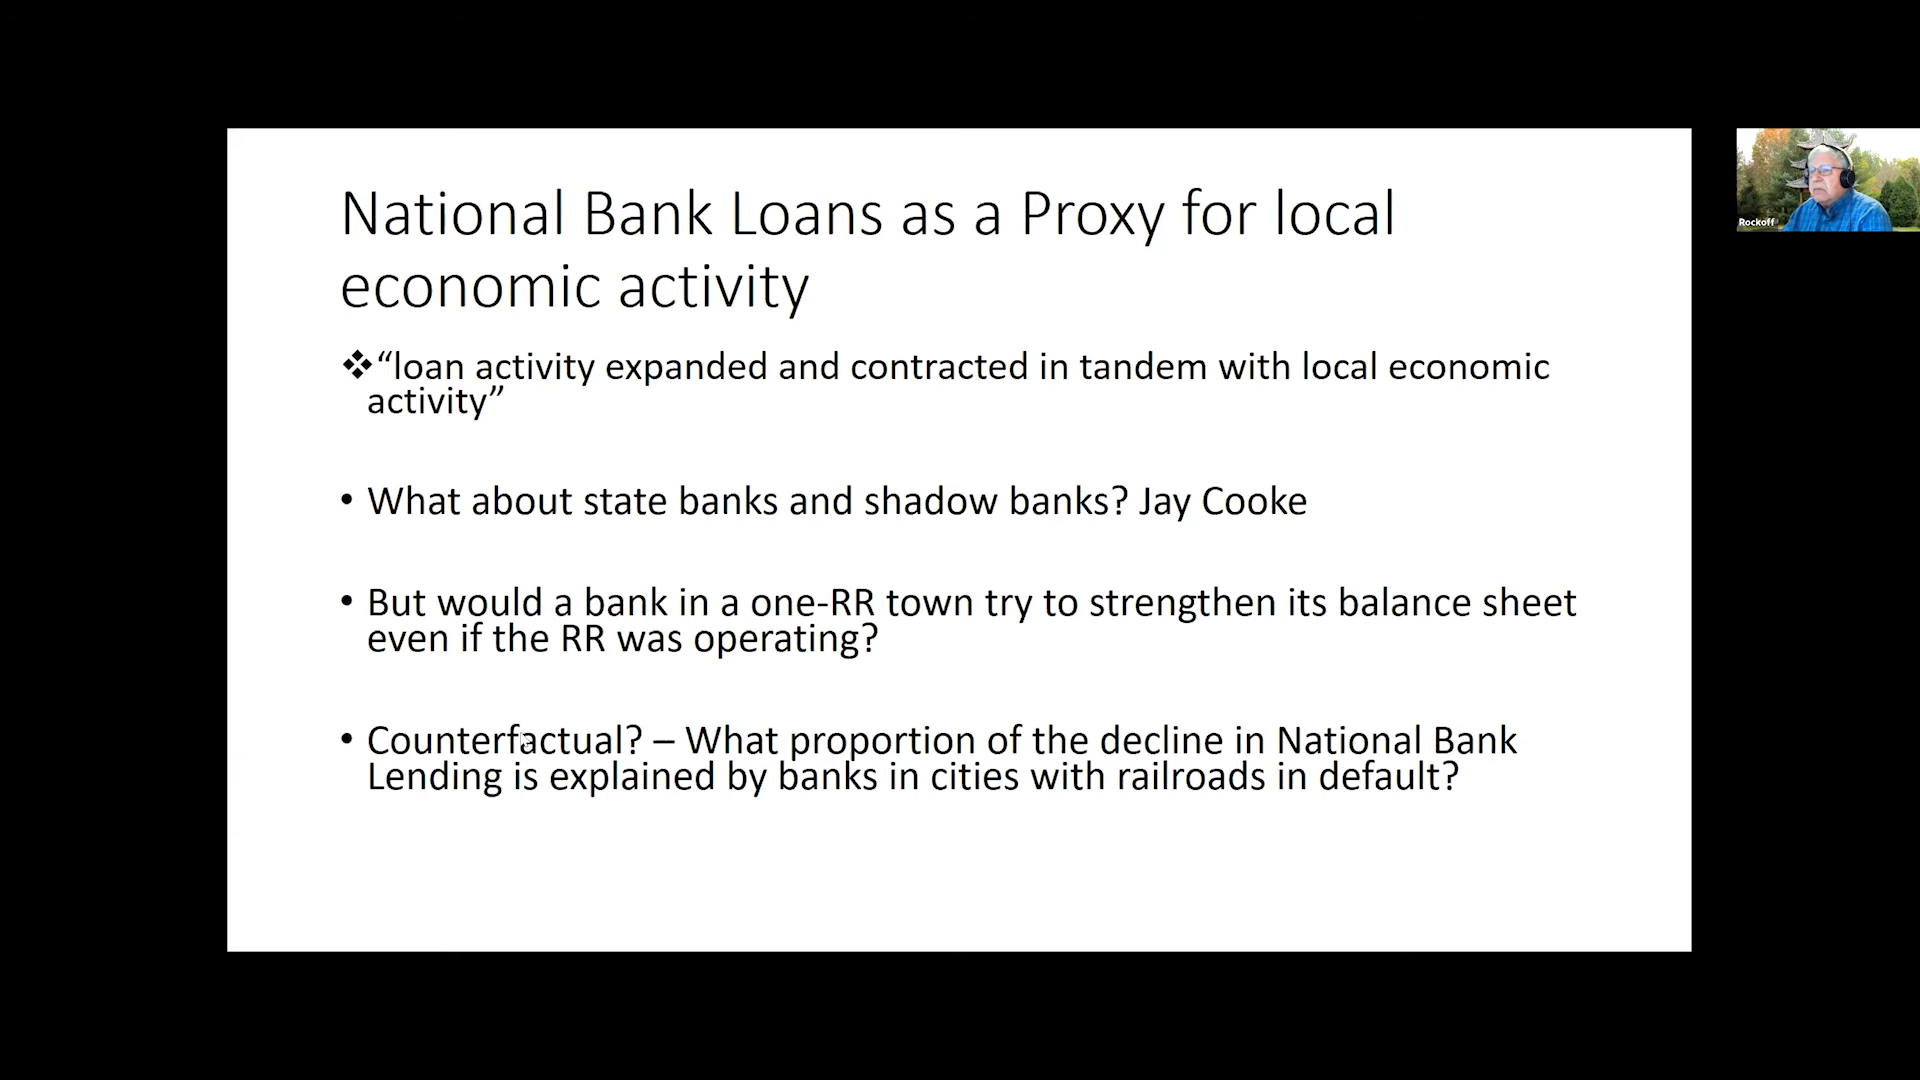 National Bank Loans as a Proxy for local
economic activity
❖“loan activity expanded and contracted in tandem with local economic
activity”
• What about state banks and shadow banks? Jay Cooke
• But would a bank in a one-RR town try to strengthen its balance sheet
even if the RR was operating?
• Counterfactual? – What proportion of the decline in National Bank
Lending is explained by banks in cities with railroads in default?
Rockoff